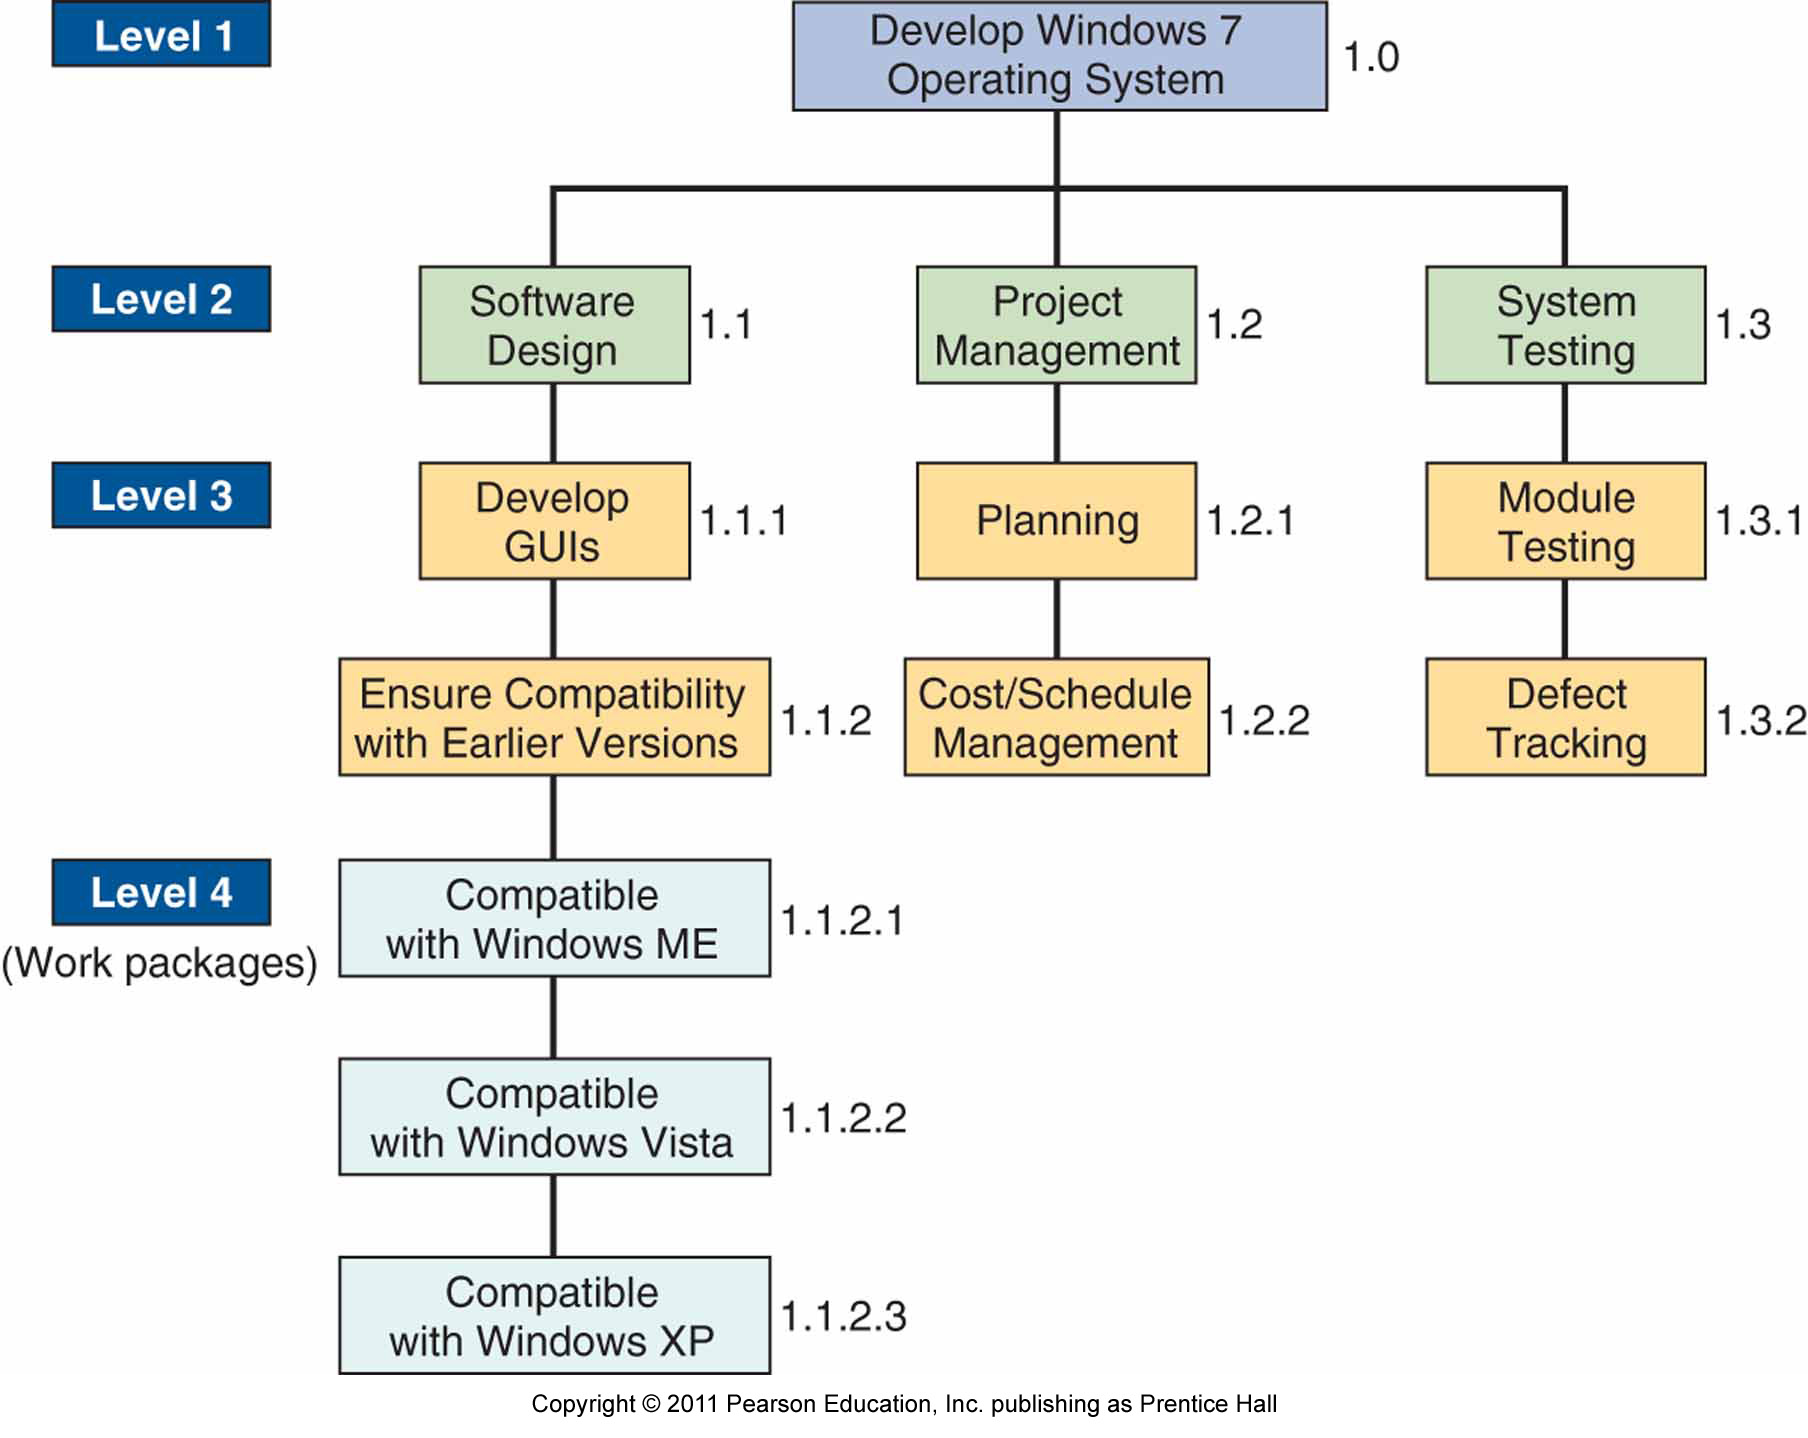 Level 1
Develop Windows 7
Operating System
1.0
Level 2
Software
Design
1.1
Project
Management
1.2
System
Testing
1.3
Level 3
Develop
GUIs
1.1.1
Planning
1.2.1
Module
Testing
1.3.1
Ensure Compatibility
with Earlier Versions
1.1.2
Cost/Schedule
Management
1.2.2
Defect
Tracking
1.3.2
Level 4
(Work packages)
Compatible
with Windows ME
1.1.2.1
Compatible
with Windows Vista
1.1.2.2
Compatible
with Windows XP
1.1.2.3
Copyright © 2011 Pearson Education, Inc. publishing as Prentice Hall